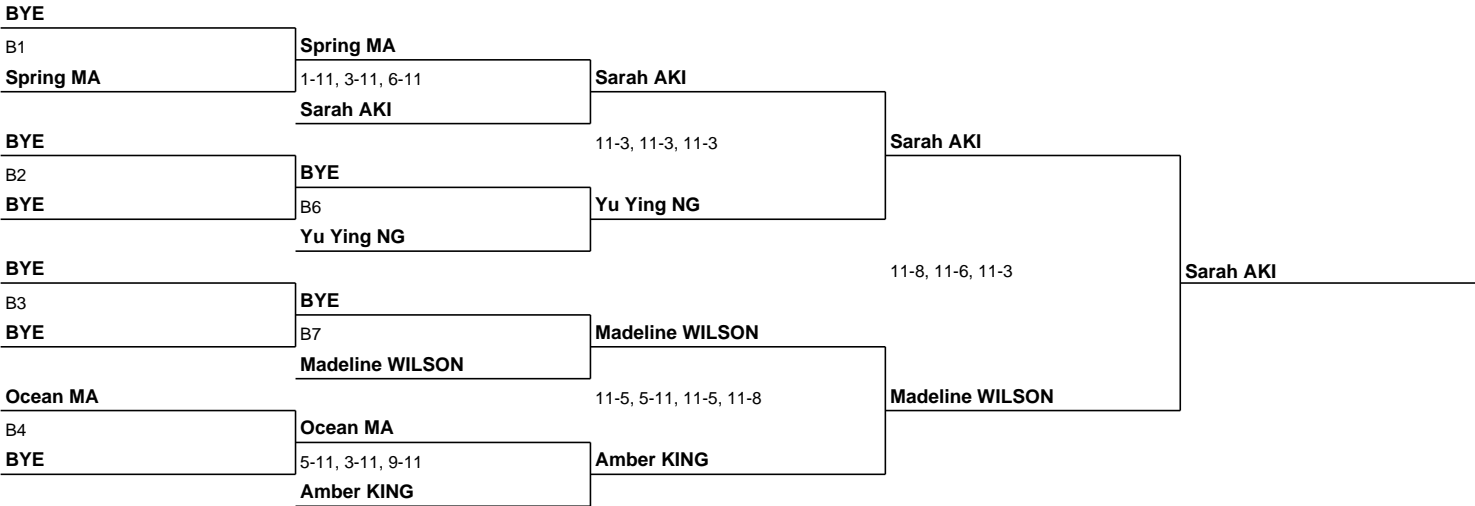 BYE
B1
Spring MA
Spring MA
1-11, 3-11, 6-11
Sarah AKI
Sarah AKI
BYE
B2
BYE
BYE
B6
Yu Ying NG
11-3, 11-3, 11-3
Yu Ying NG
Sarah AKI
BYE
B3
BYE
BYE
B7
Madeline WILSON
Madeline WILSON
Ocean MA
B4
BYE
Ocean MA
5-11, 3-11, 9-11
Amber KING
11-5, 5-11, 11-5, 11-8
Amber KING
Madeline WILSON
11-8, 11-6, 11-3
Sarah AKI